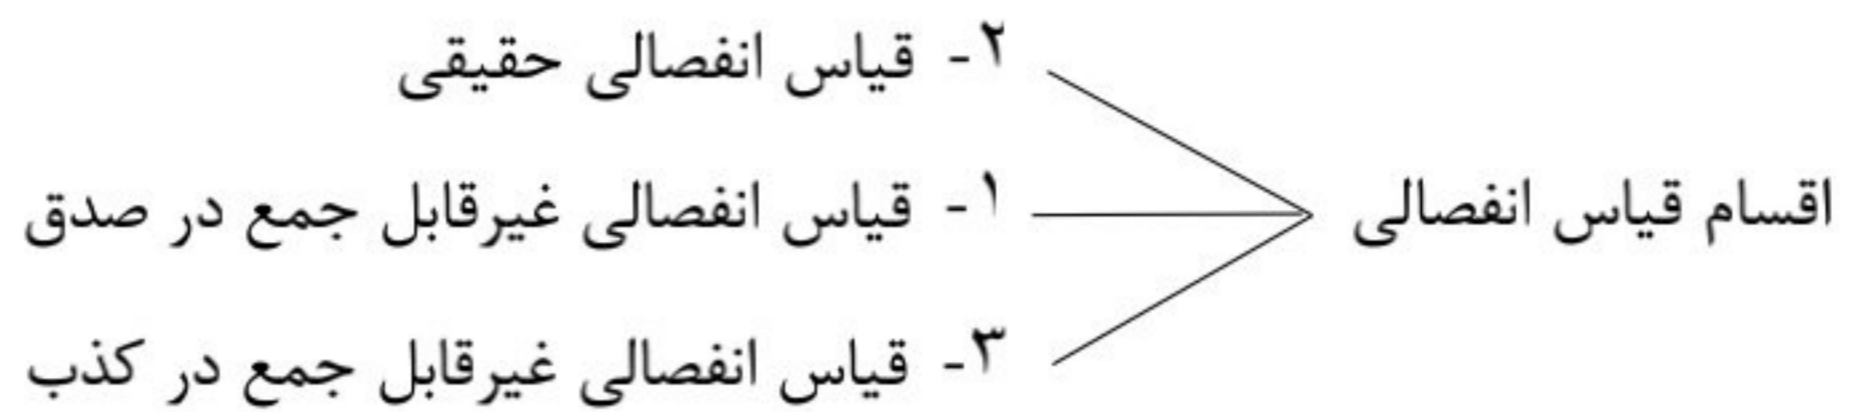 اقسام قیاس انفصالی
۲- قیاس انفصالی حقیقی
۱- قیاس انفصالی غیرقابل جمع در صدق
۳- قیاس انفصالی غیرقابل جمع در کذب